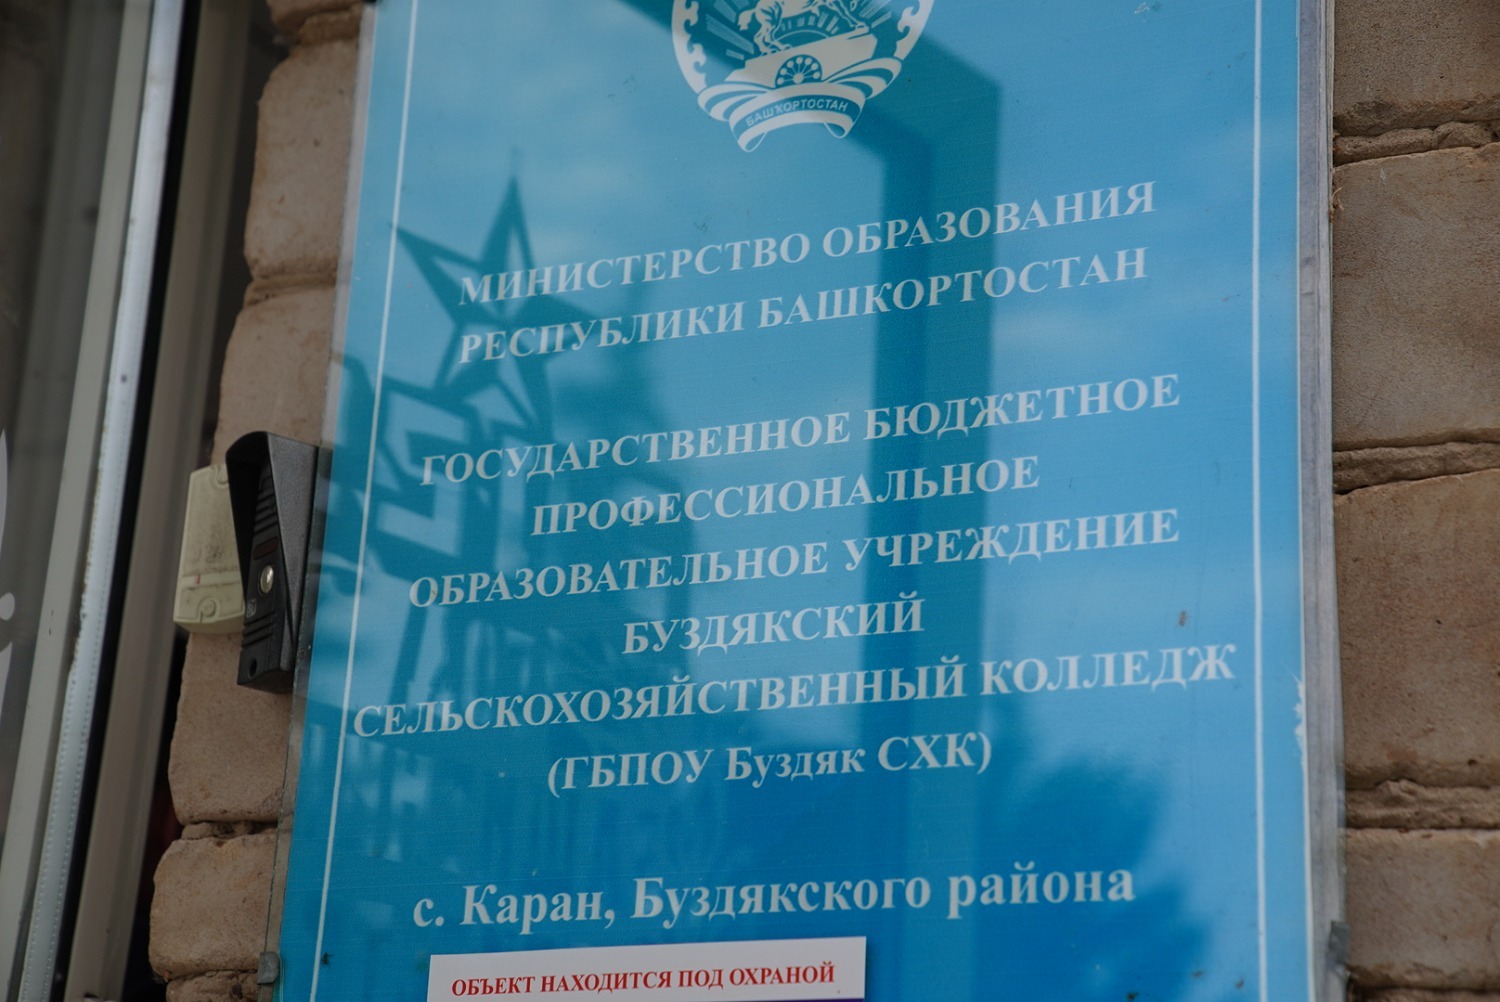 БАШҠОРТОСТАН
МИНИСТЕРСТВО ОБРАЗОВАНИЯ
РЕСПУБЛИКИ БАШКОРТОСТАН
ГОСУДАРСТВЕННОЕ БЮДЖЕТНОЕ
ПРОФЕССИОНАЛЬНОЕ
ОБРАЗОВАТЕЛЬНОЕ УЧРЕЖДЕНИЕ
БУЗДЯКСКИЙ
СЕЛЬСКОХОЗЯЙСТВЕННЫЙ КОЛЛЕДЖ
(ГБПОУ Буздяк СХК)
с. Каран, Буздякского района
ОБЪЕКТ НАХОДИТСЯ ПОД ОХРАНОЙ